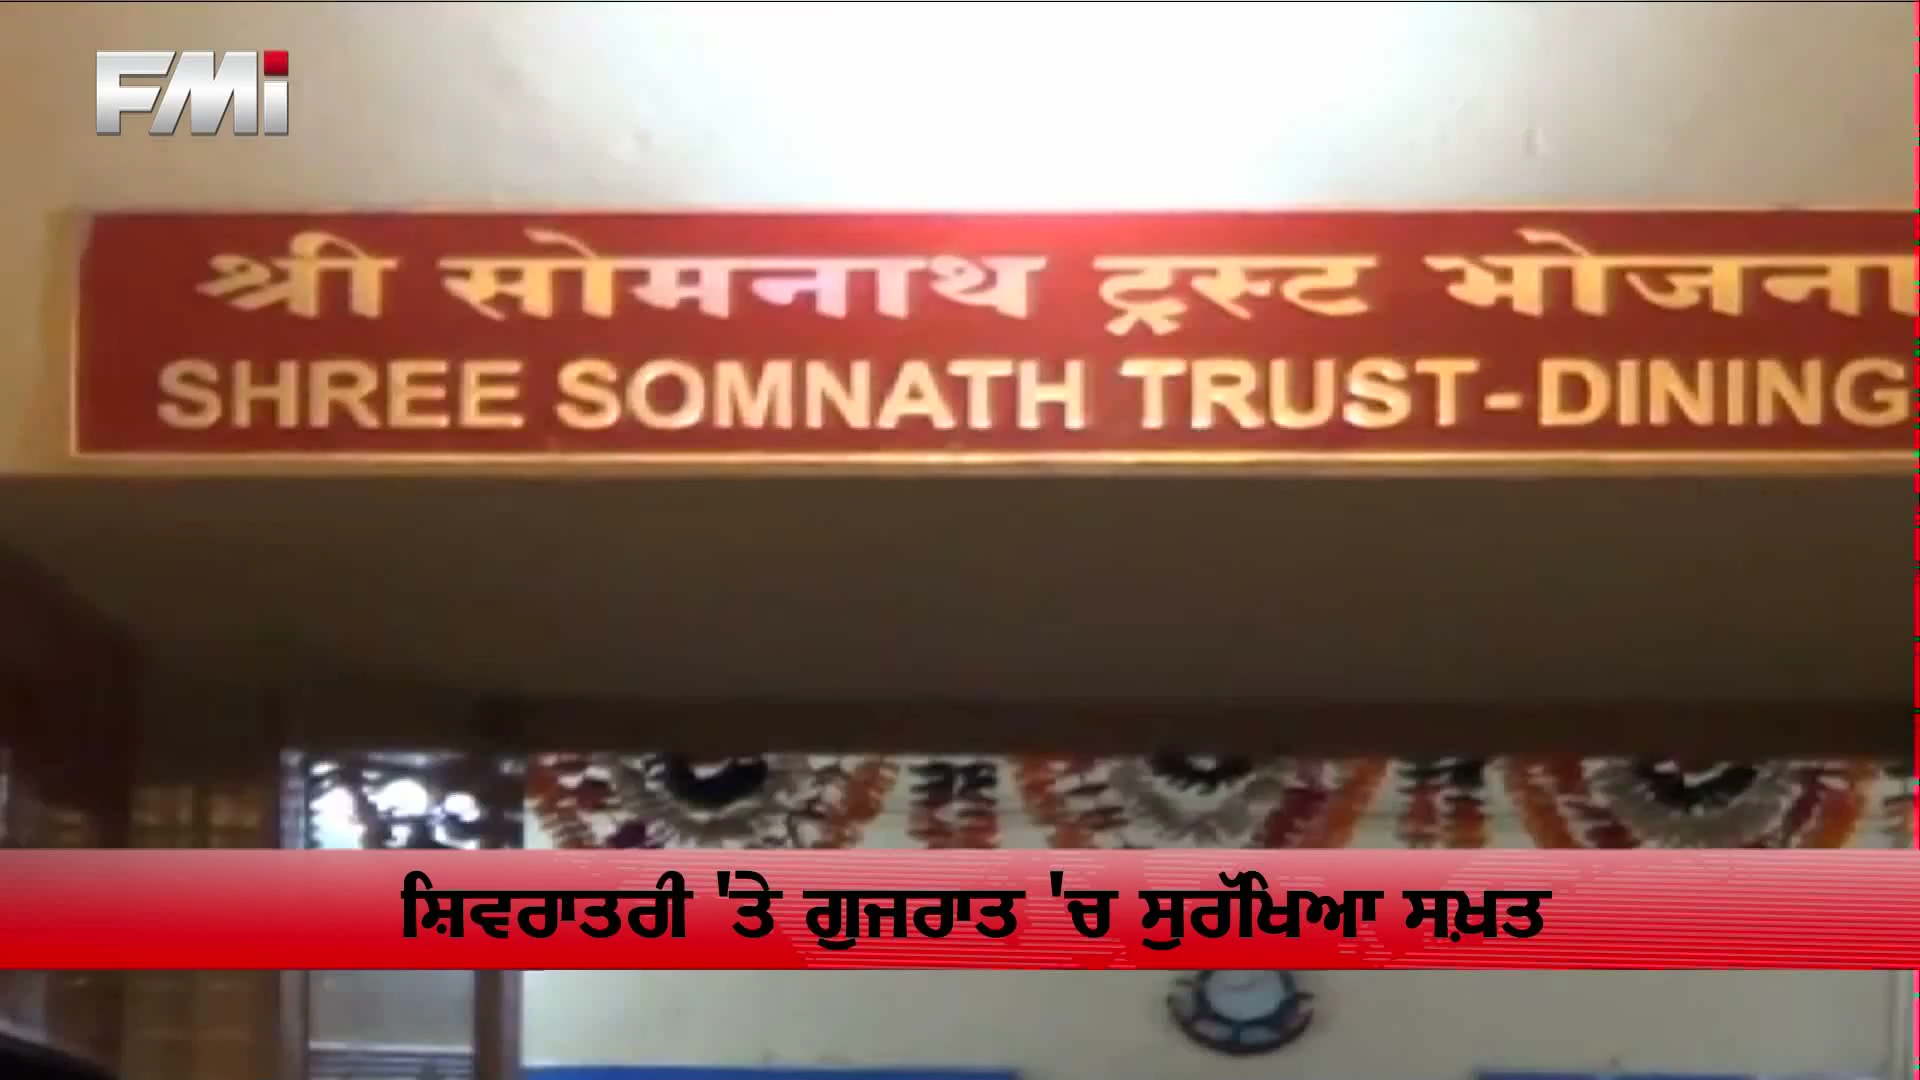 FMi
श्री सोमनाथ ट्रस्ट भोजना
SHREE SOMNATH TRUST-DINING
ਸ਼ਿਵਰਾਤਰੀ 'ਤੇ ਗੁਜਰਾਤ 'ਚ ਸੁਰੱਖਿਆ ਸਖ਼ਤ